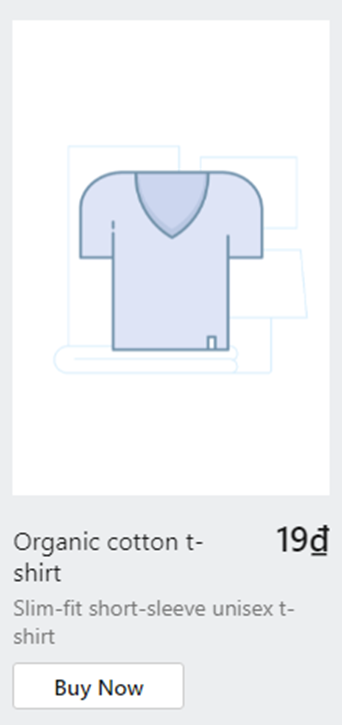 Organic cotton t-
shirt
19₫
Slim-fit short-sleeve unisex t-
shirt
Buy Now